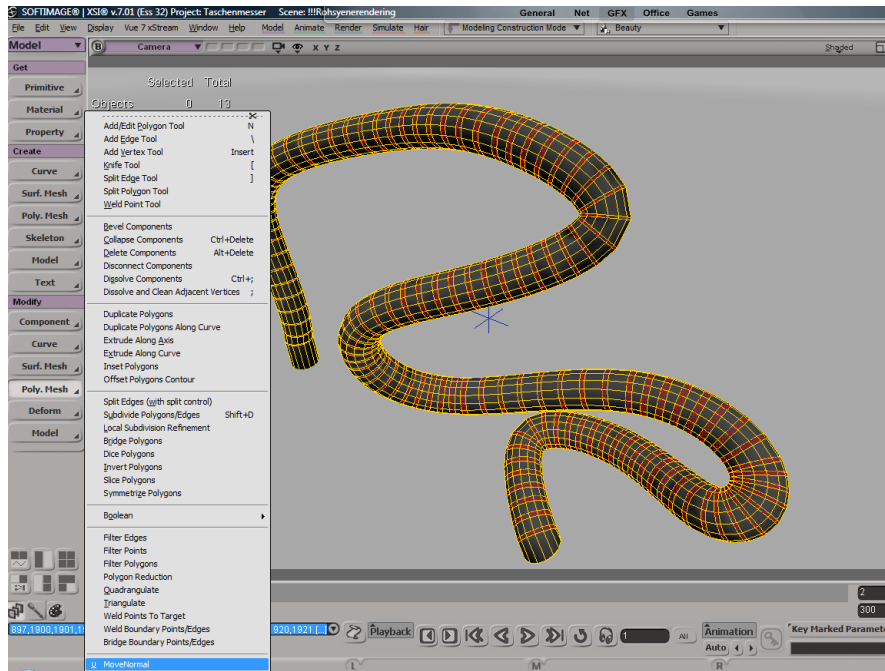 SOFTIMAGE® | XSI® v.7.01 (Ess 32) Project: Taschenmesser Scene: !!!Rohsyenerendering
General Net GFX Office Games
File Edit View Display Vue 7 xStream Window Help Model Animate Render Simulate Hair Modeling Construction Mode Beauty
Model B Camera X Y Z Shaded
Get
Selected Total
Objects 0 13
Primitive
Material
Property
Create
Curve
Surf. Mesh
Poly. Mesh
Skeleton
Model
Text
Modify
Component
Curve
Surf. Mesh
Poly. Mesh
Deform
Model
Add/Edit Polygon Tool N
Add Edge Tool \
Add Vertex Tool Insert
Knife Tool [
Split Edge Tool ]
Split Polygon Tool
Weld Point Tool
Bevel Components
Collapse Components Ctrl+Delete
Delete Components Alt+Delete
Disconnect Components
Dissolve Components Ctrl+;
Dissolve and Clean Adjacent Vertices ;
Duplicate Polygons
Duplicate Polygons Along Curve
Extrude Along Axis
Extrude Along Curve
Inset Polygons
Offset Polygons Contour
Split Edges (with split control)
Subdivide Polygons/Edges Shift+D
Local Subdivision Refinement
Bridge Polygons
Dice Polygons
Invert Polygons
Slice Polygons
Symmetrize Polygons
Boolean
Filter Edges
Filter Points
Filter Polygons
Polygon Reduction
Quadrangulate
Triangulate
Weld Points To Target
Weld Boundary Points/Edges
Bridge Boundary Points/Edges
U MoveNormal
2
300
897,1900,1901,1 920,1921 (...) Playback 1 All Animation Key Marked Parameters
Auto
L M R